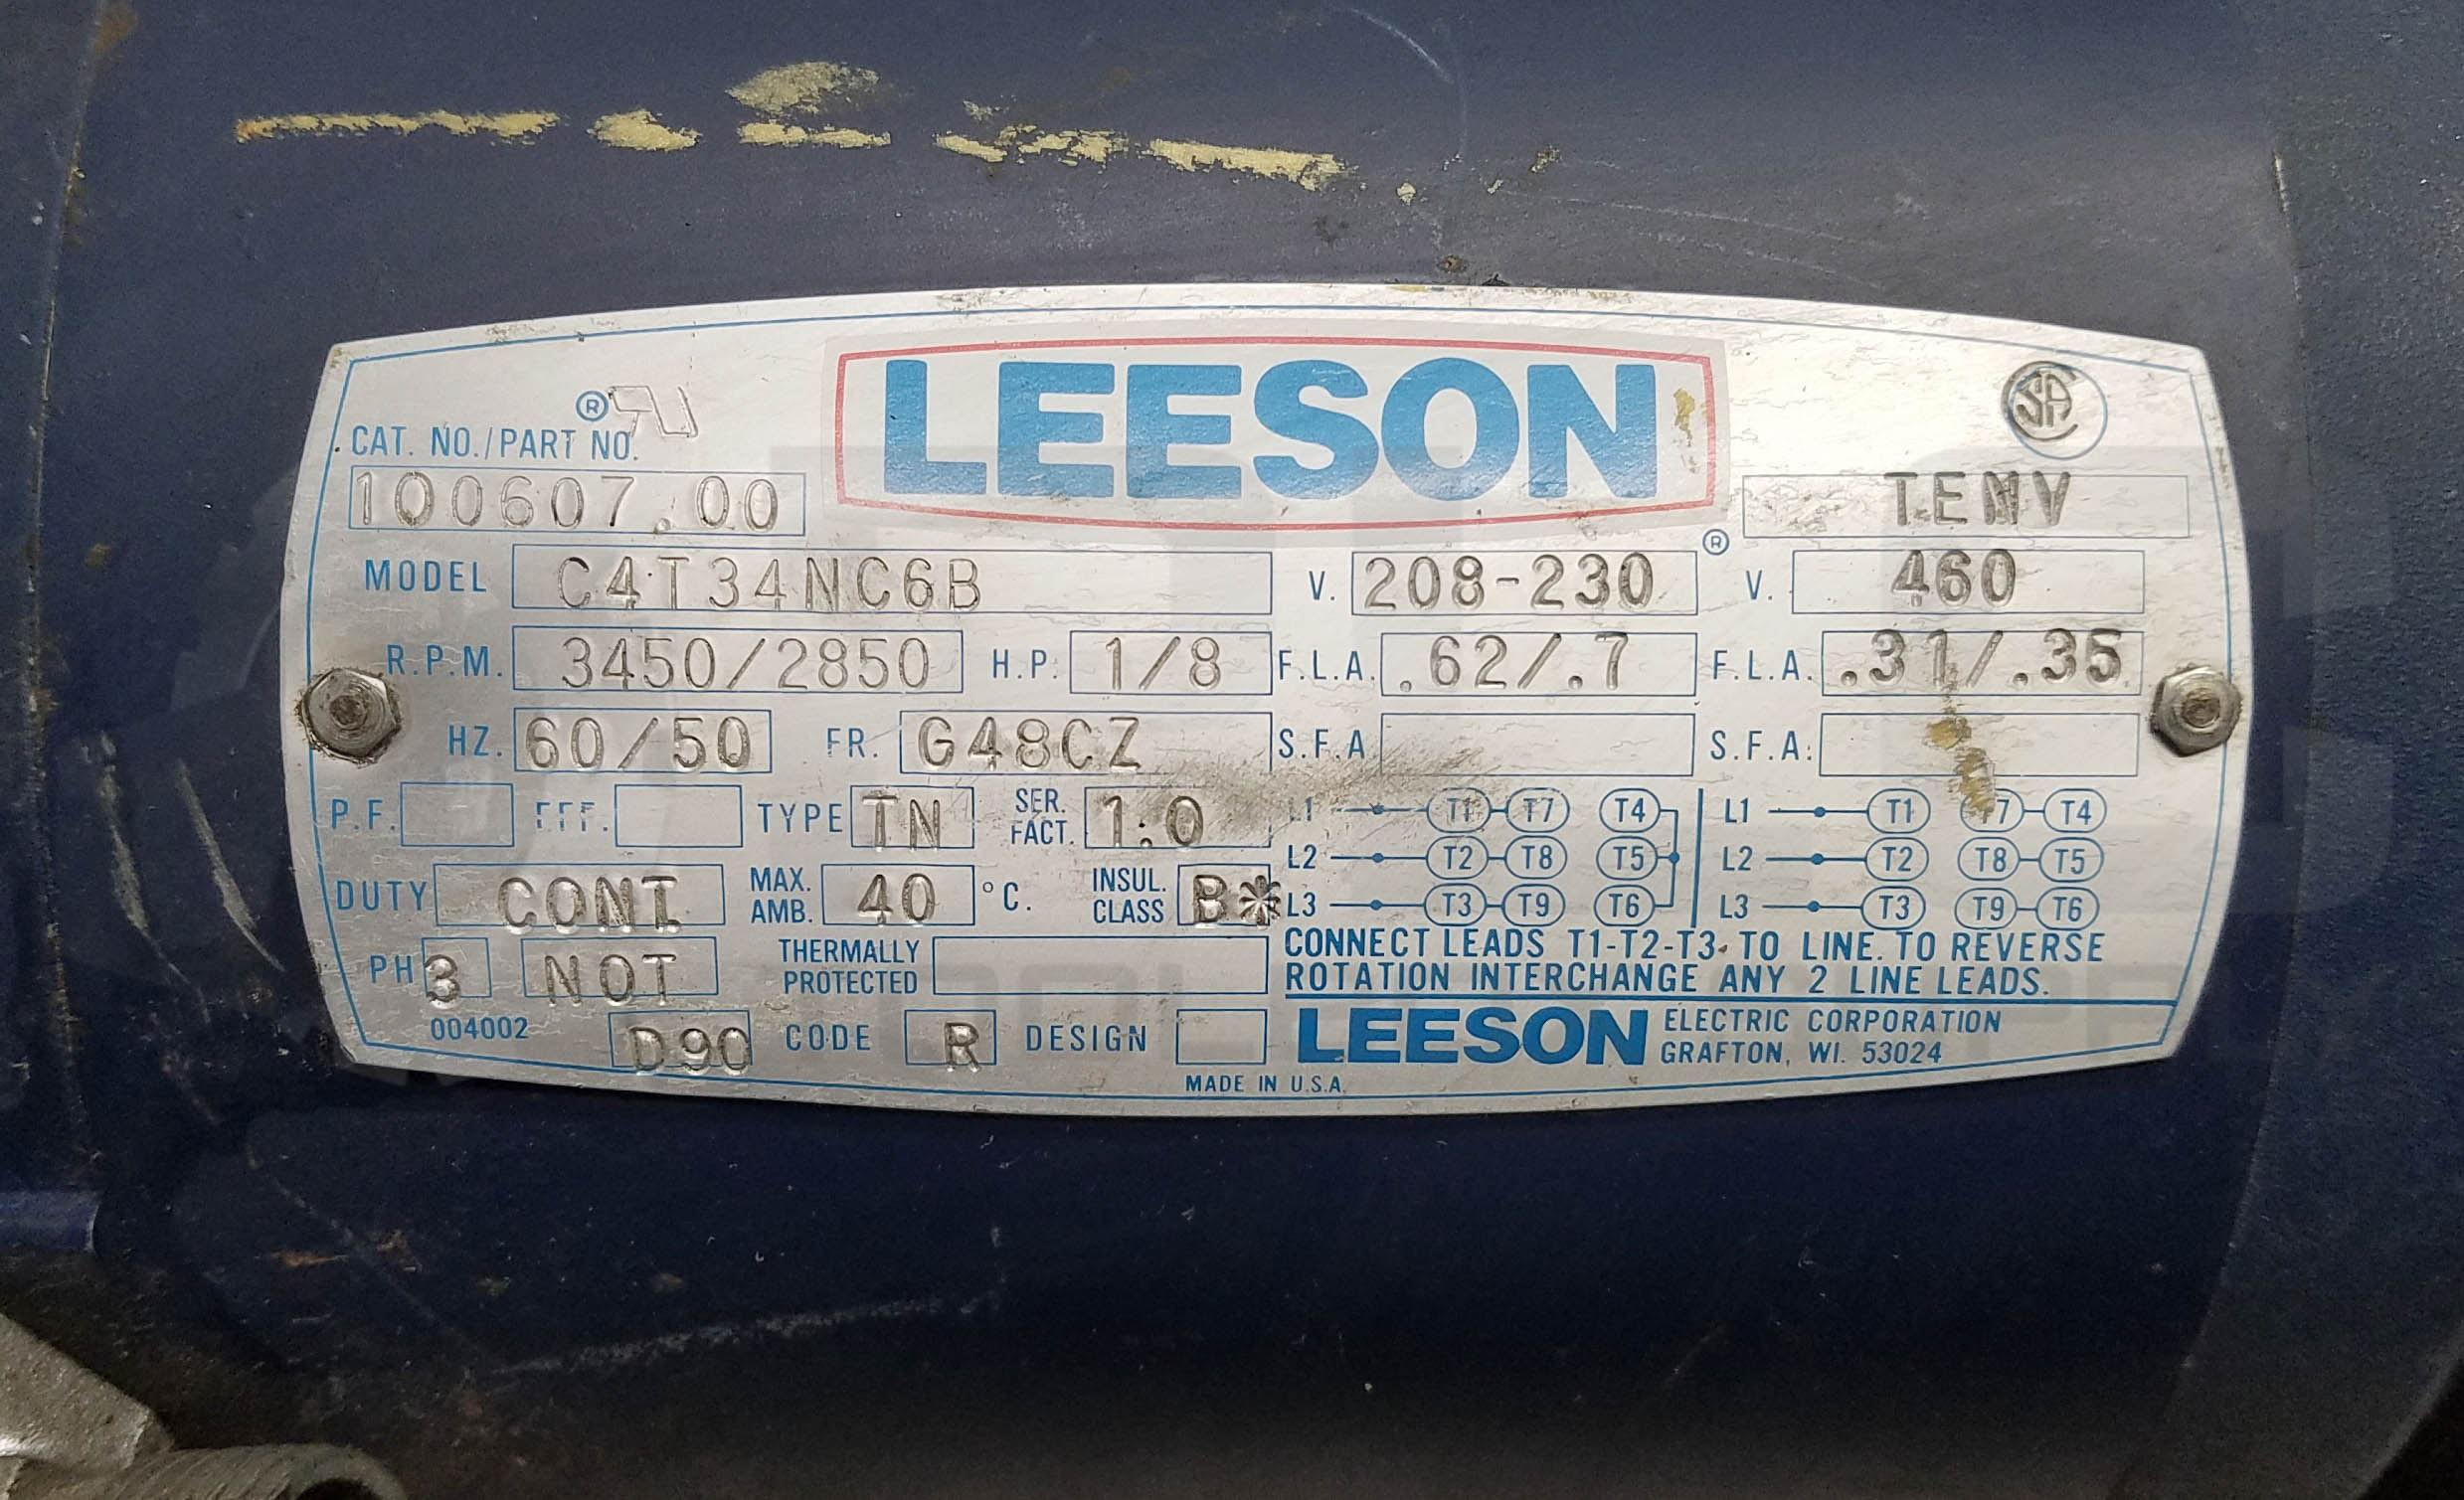 ® LEESON ®
CAT. NO./PART NO.
100607.00
TENV
MODEL C4T34NC6B V. 208-230 V. 460
R.P.M. 3450/2850 H.P. 1/8 F.L.A. .62/.7 F.L.A. .31/.35
HZ. 60/50 FR. G48CZ S.F.A. S.F.A.
P.F. EFF. TYPE TN SER. FACT. 1.0
DUTY CONT MAX. AMB. 40 °C. INSUL. CLASS B*
PH 3 NOT THERMALLY PROTECTED
004002 D90 CODE R DESIGN
L1 T1 T7 T4 L1 T1 T7 T4
L2 T2 T8 T5 L2 T2 T8 T5
L3 T3 T9 T6 L3 T3 T9 T6
CONNECT LEADS T1-T2-T3 TO LINE. TO REVERSE
ROTATION INTERCHANGE ANY 2 LINE LEADS.
LEESON ELECTRIC CORPORATION
GRAFTON, WI. 53024
MADE IN U.S.A.